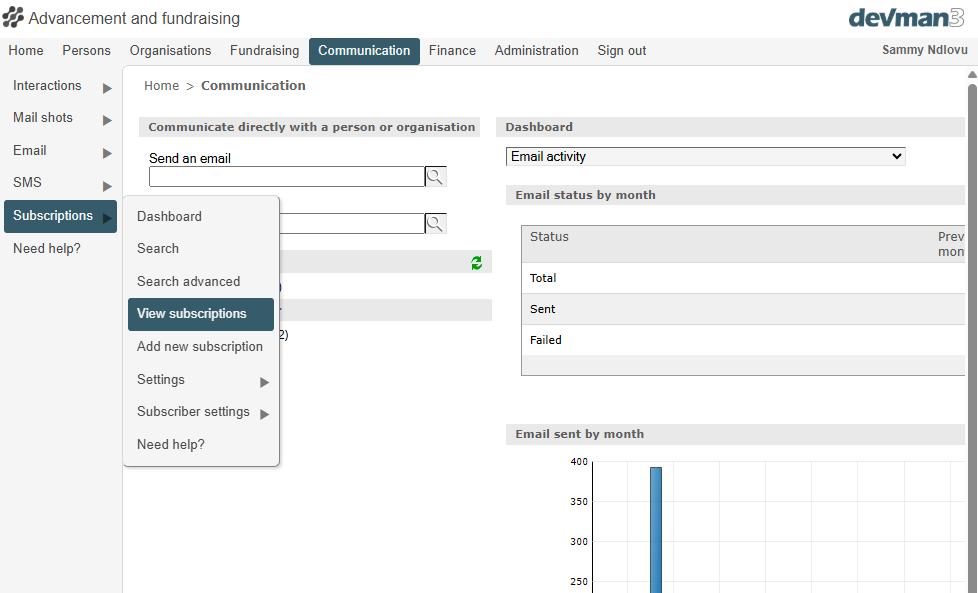 Advancement and fundraising
devman3
Home Persons Organisations Fundraising Communication Finance Administration Sign out
Sammy Ndlovu
Interactions
Mail shots
Email
SMS
Subscriptions
Need help?
Home > Communication
Communicate directly with a person or organisation
Send an email
Dashboard
Search
Search advanced
View subscriptions
Add new subscription
Settings
Subscriber settings
Need help?
)
2)
Dashboard
Email activity
Email status by month
Status
Prev
mon
Total
Sent
Failed
Email sent by month
400
350
300
250